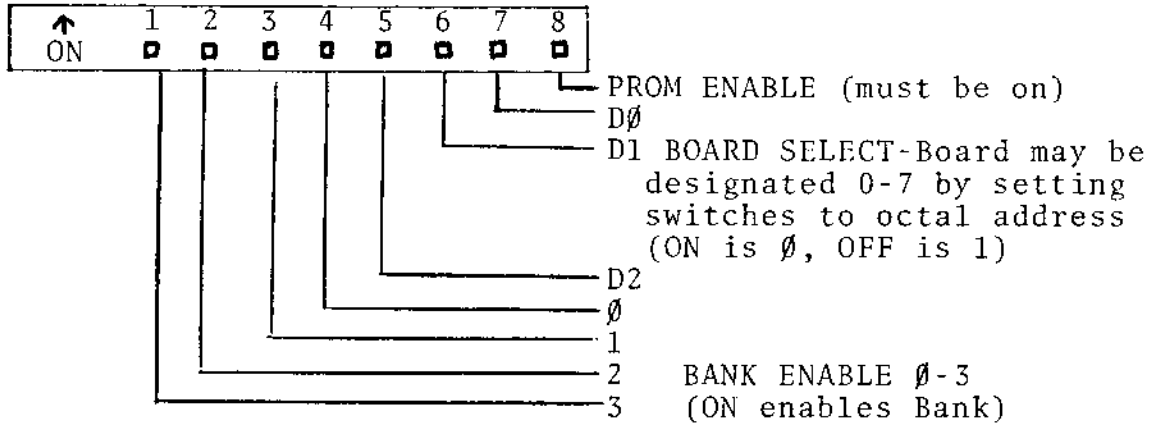 ↑ 1 2 3 4 5 6 7 8
ON
PROM ENABLE (must be on)
DØ
D1 BOARD SELECT-Board may be
designated 0-7 by setting
switches to octal address
(ON is Ø, OFF is 1)
D2
Ø
1
2 BANK ENABLE Ø-3
3 (ON enables Bank)